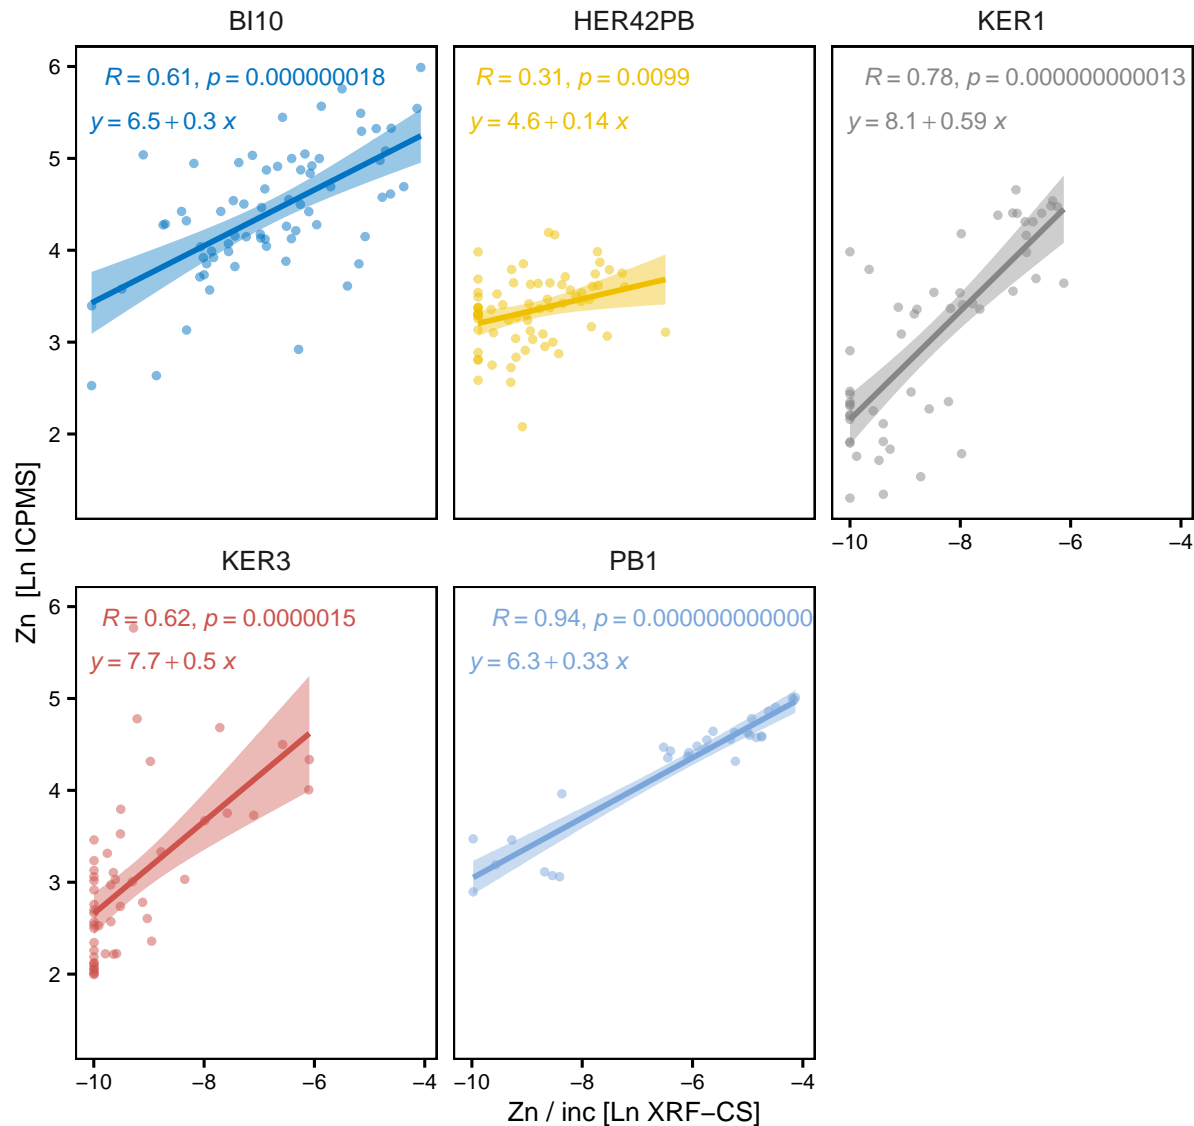 BI10 HER42PB KER1
R = 0.61, p = 0.000000018
y = 6.5 + 0.3 x
R = 0.31, p = 0.0099
y = 4.6 + 0.14 x
R = 0.78, p = 0.000000000013
y = 8.1 + 0.59 x
6
5
4
3
2
−10 −8 −6 −4
Zn [Ln ICPMS]
KER3 PB1
R = 0.62, p = 0.0000015
y = 7.7 + 0.5 x
R = 0.94, p = 0.000000000000
y = 6.3 + 0.33 x
6
5
4
3
2
−10 −8 −6 −4 −10 −8 −6 −4
Zn / inc [Ln XRF−CS]